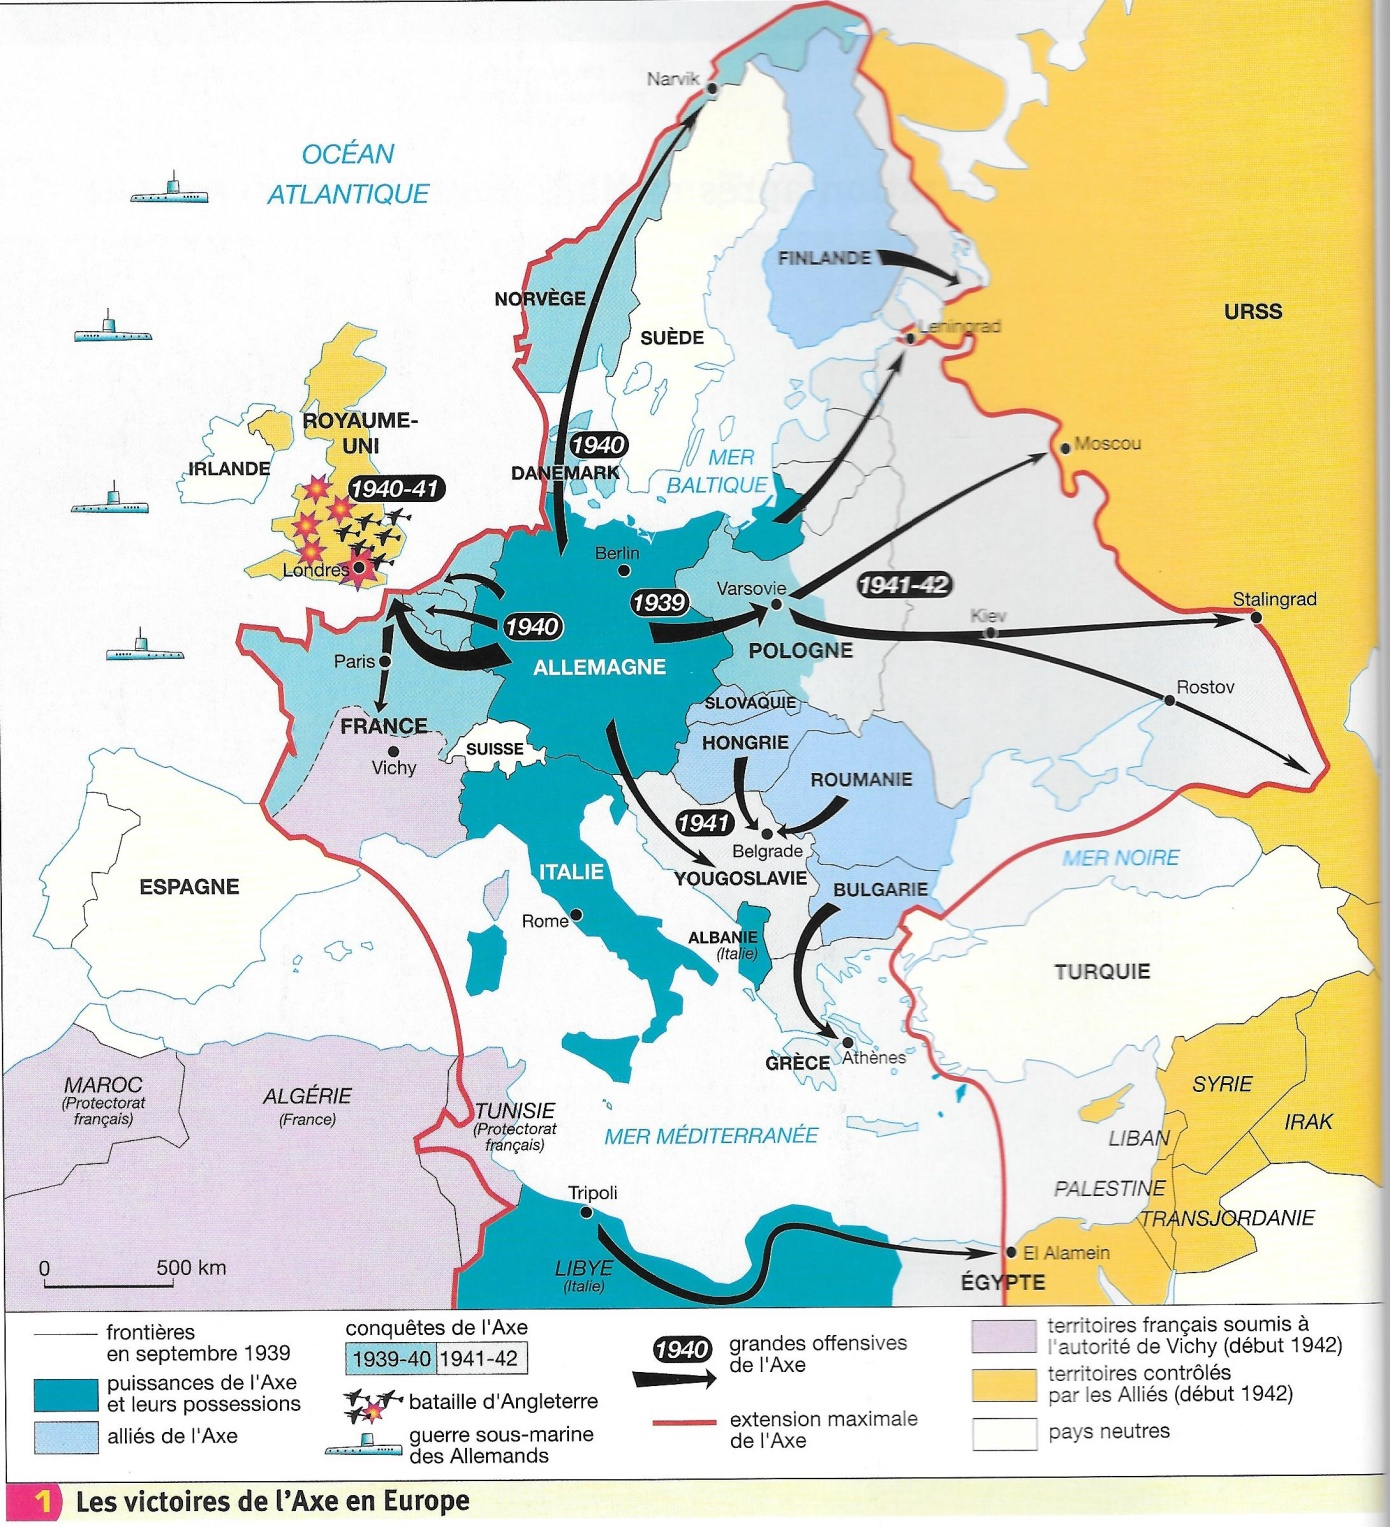 Narvik
OCÉAN
ATLANTIQUE
FINLANDE
NORVÈGE
SUÈDE
Leningrad
URSS
ROYAUME-
UNI
IRLANDE
1940-41
Londres
1940
DANEMARK
MER
BALTIQUE
Moscou
Berlin
1939
Varsovie
1941-42
POLOGNE
Kiev
Stalingrad
Rostov
1940
ALLEMAGNE
Paris
FRANCE
Vichy
SUISSE
SLOVAQUIE
HONGRIE
ROUMANIE
1941
Belgrade
YOUGOSLAVIE
BULGARIE
MER NOIRE
ESPAGNE
ITALIE
Rome
ALBANIE
(Italie)
TURQUIE
GRÈCE
Athènes
MAROC
(Protectorat
français)
ALGÉRIE
(France)
TUNISIE
(Protectorat
français)
MER MÉDITERRANÉE
SYRIE
IRAK
LIBAN
PALESTINE
TRANSJORDANIE
Tripoli
LIBYE
(Italie)
El Alamein
ÉGYPTE
0 500 km
frontières
en septembre 1939
puissances de l'Axe
et leurs possessions
alliés de l'Axe
conquêtes de l'Axe
1939-40 1941-42
bataille d'Angleterre
guerre sous-marine
des Allemands
1940
grandes offensives
de l'Axe
extension maximale
de l'Axe
territoires français soumis à
l'autorité de Vichy (début 1942)
territoires contrôlés
par les Alliés (début 1942)
pays neutres
1 Les victoires de l'Axe en Europe